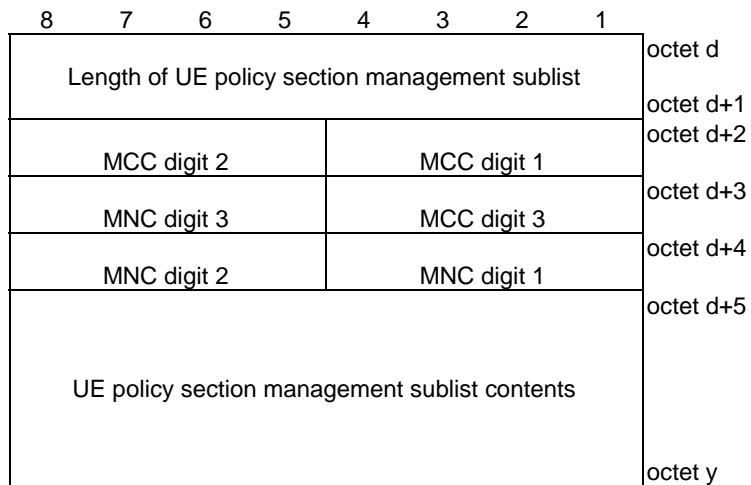 8 7 6 5 4 3 2 1
octet d
Length of UE policy section management sublist
octet d+1
octet d+2
MCC digit 2 MCC digit 1
octet d+3
MNC digit 3 MCC digit 3
octet d+4
MNC digit 2 MNC digit 1
octet d+5
UE policy section management sublist contents
octet y